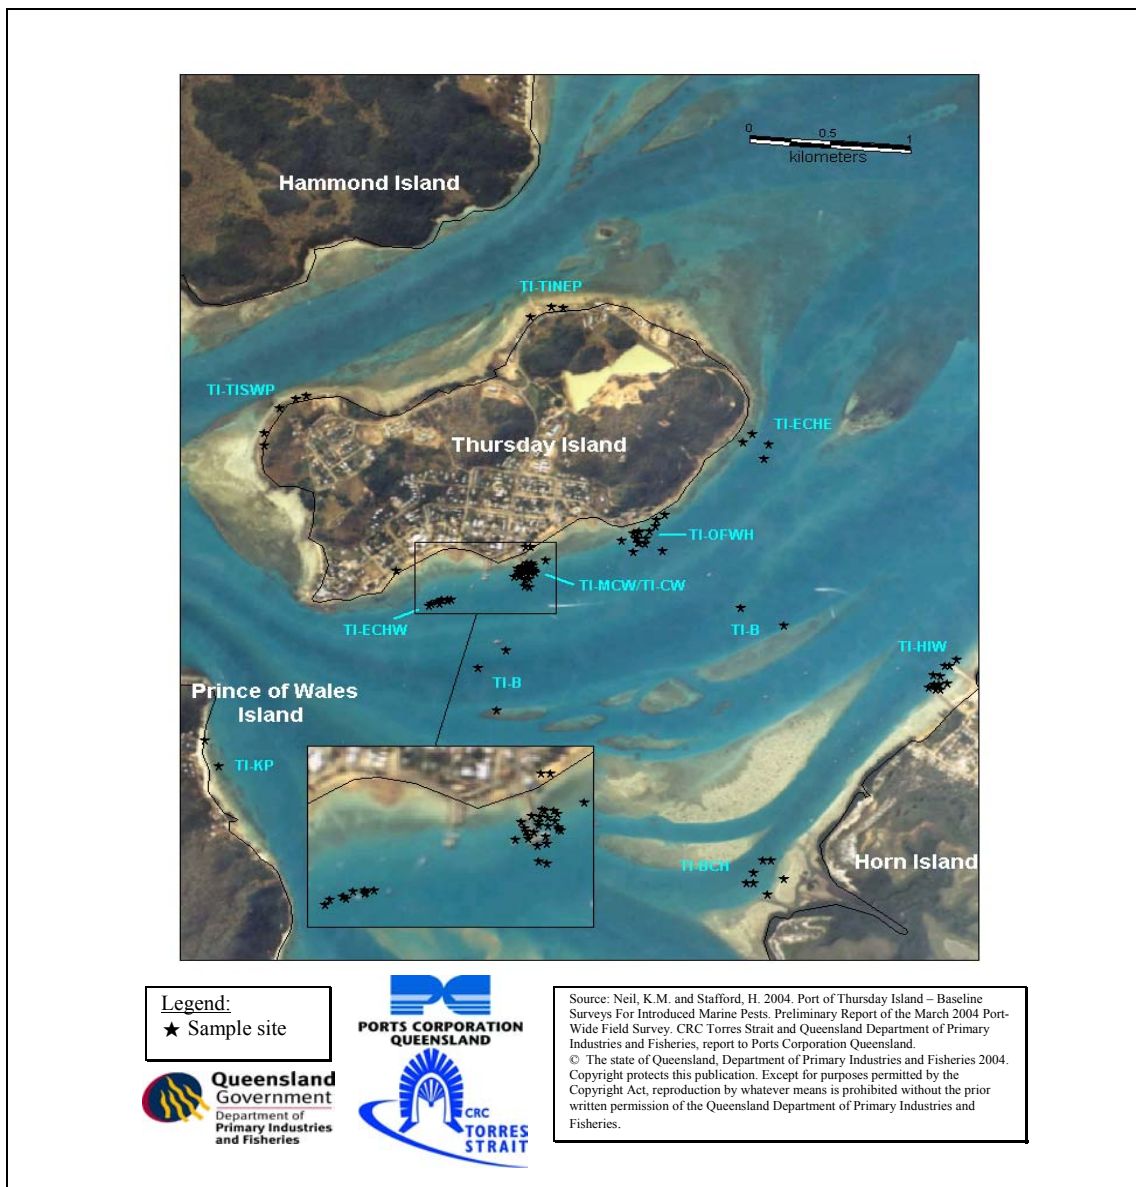 0 0.5 1
kilometers
Hammond Island
TI-TINEP
TI-TISWP
TI-ECHE
Thursday Island
TI-OFWH
TI-MCW/TI-CW
TI-ECHW
TI-B
TI-HIW
TI-B
Prince of Wales
Island
TI-KP
TI-BCH
Horn Island
Legend:
★ Sample site
Queensland
Government
Department of
Primary Industries
and Fisheries
PORTS CORPORATION
QUEENSLAND
CRC
TORRES
STRAIT
Source: Neil, K.M. and Stafford, H. 2004. Port of Thursday Island – Baseline
Surveys For Introduced Marine Pests. Preliminary Report of the March 2004 Port-
Wide Field Survey. CRC Torres Strait and Queensland Department of Primary
Industries and Fisheries, report to Ports Corporation Queensland.
© The state of Queensland, Department of Primary Industries and Fisheries 2004.
Copyright protects this publication. Except for purposes permitted by the
Copyright Act, reproduction by whatever means is prohibited without the prior
written permission of the Queensland Department of Primary Industries and
Fisheries.